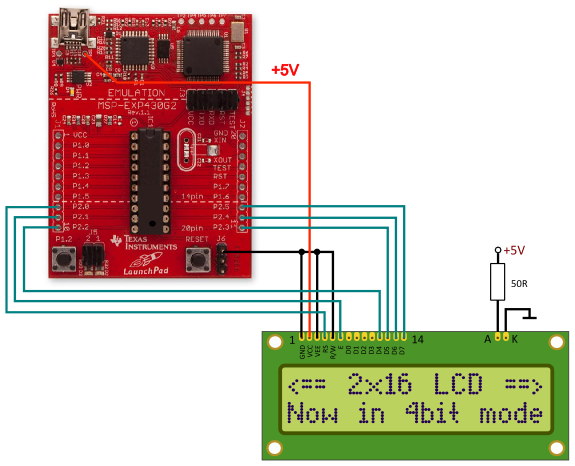 +5V
EMULATION
MSP-EXP430G2
Rev.1.1
VCC
P1.0
P1.1
P1.2
P1.3
P1.4
P1.5
P2.0
P2.1
P2.2
GND
XIN
XOUT
TEST
RST
P1.7
P1.6
P2.5
P2.4
P2.3
14pin
20pin
P1.2
TEXAS
INSTRUMENTS
RESET
J6
LaunchPad
+5V
50R
1
GND
VCC
VEE
RS
R/W
E
D0
D1
D2
D3
D4
D5
D6
D7
14
A
K
<== 2x16 LCD ==>
Now in 4bit mode